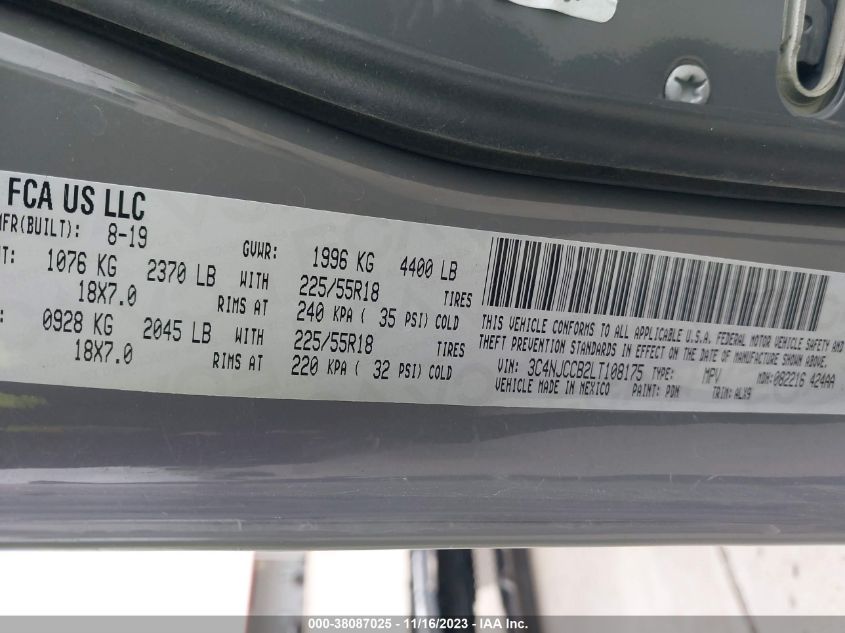 FCA US LLC
MFR(BUILT): 8-19
GVWR: 1996 KG 4400 LB
1076 KG 2370 LB WITH 225/55R18 TIRES
18X7.0 RIMS AT 240 KPA ( 35 PSI) COLD
0928 KG 2045 LB WITH 225/55R18 TIRES
18X7.0 RIMS AT 220 KPA ( 32 PSI) COLD
THIS VEHICLE CONFORMS TO ALL APPLICABLE U.S.A. FEDERAL MOTOR VEHICLE SAFETY AND
THEFT PREVENTION STANDARDS IN EFFECT ON THE DATE OF MANUFACTURE SHOWN ABOVE.
VIN: 3C4NJCCB2LT108175 TYPE: MPV MDH: 082216 424AA
VEHICLE MADE IN MEXICO PAINT: PDN TRIM: ALX9
000-38087025 - 11/16/2023 - IAA Inc.